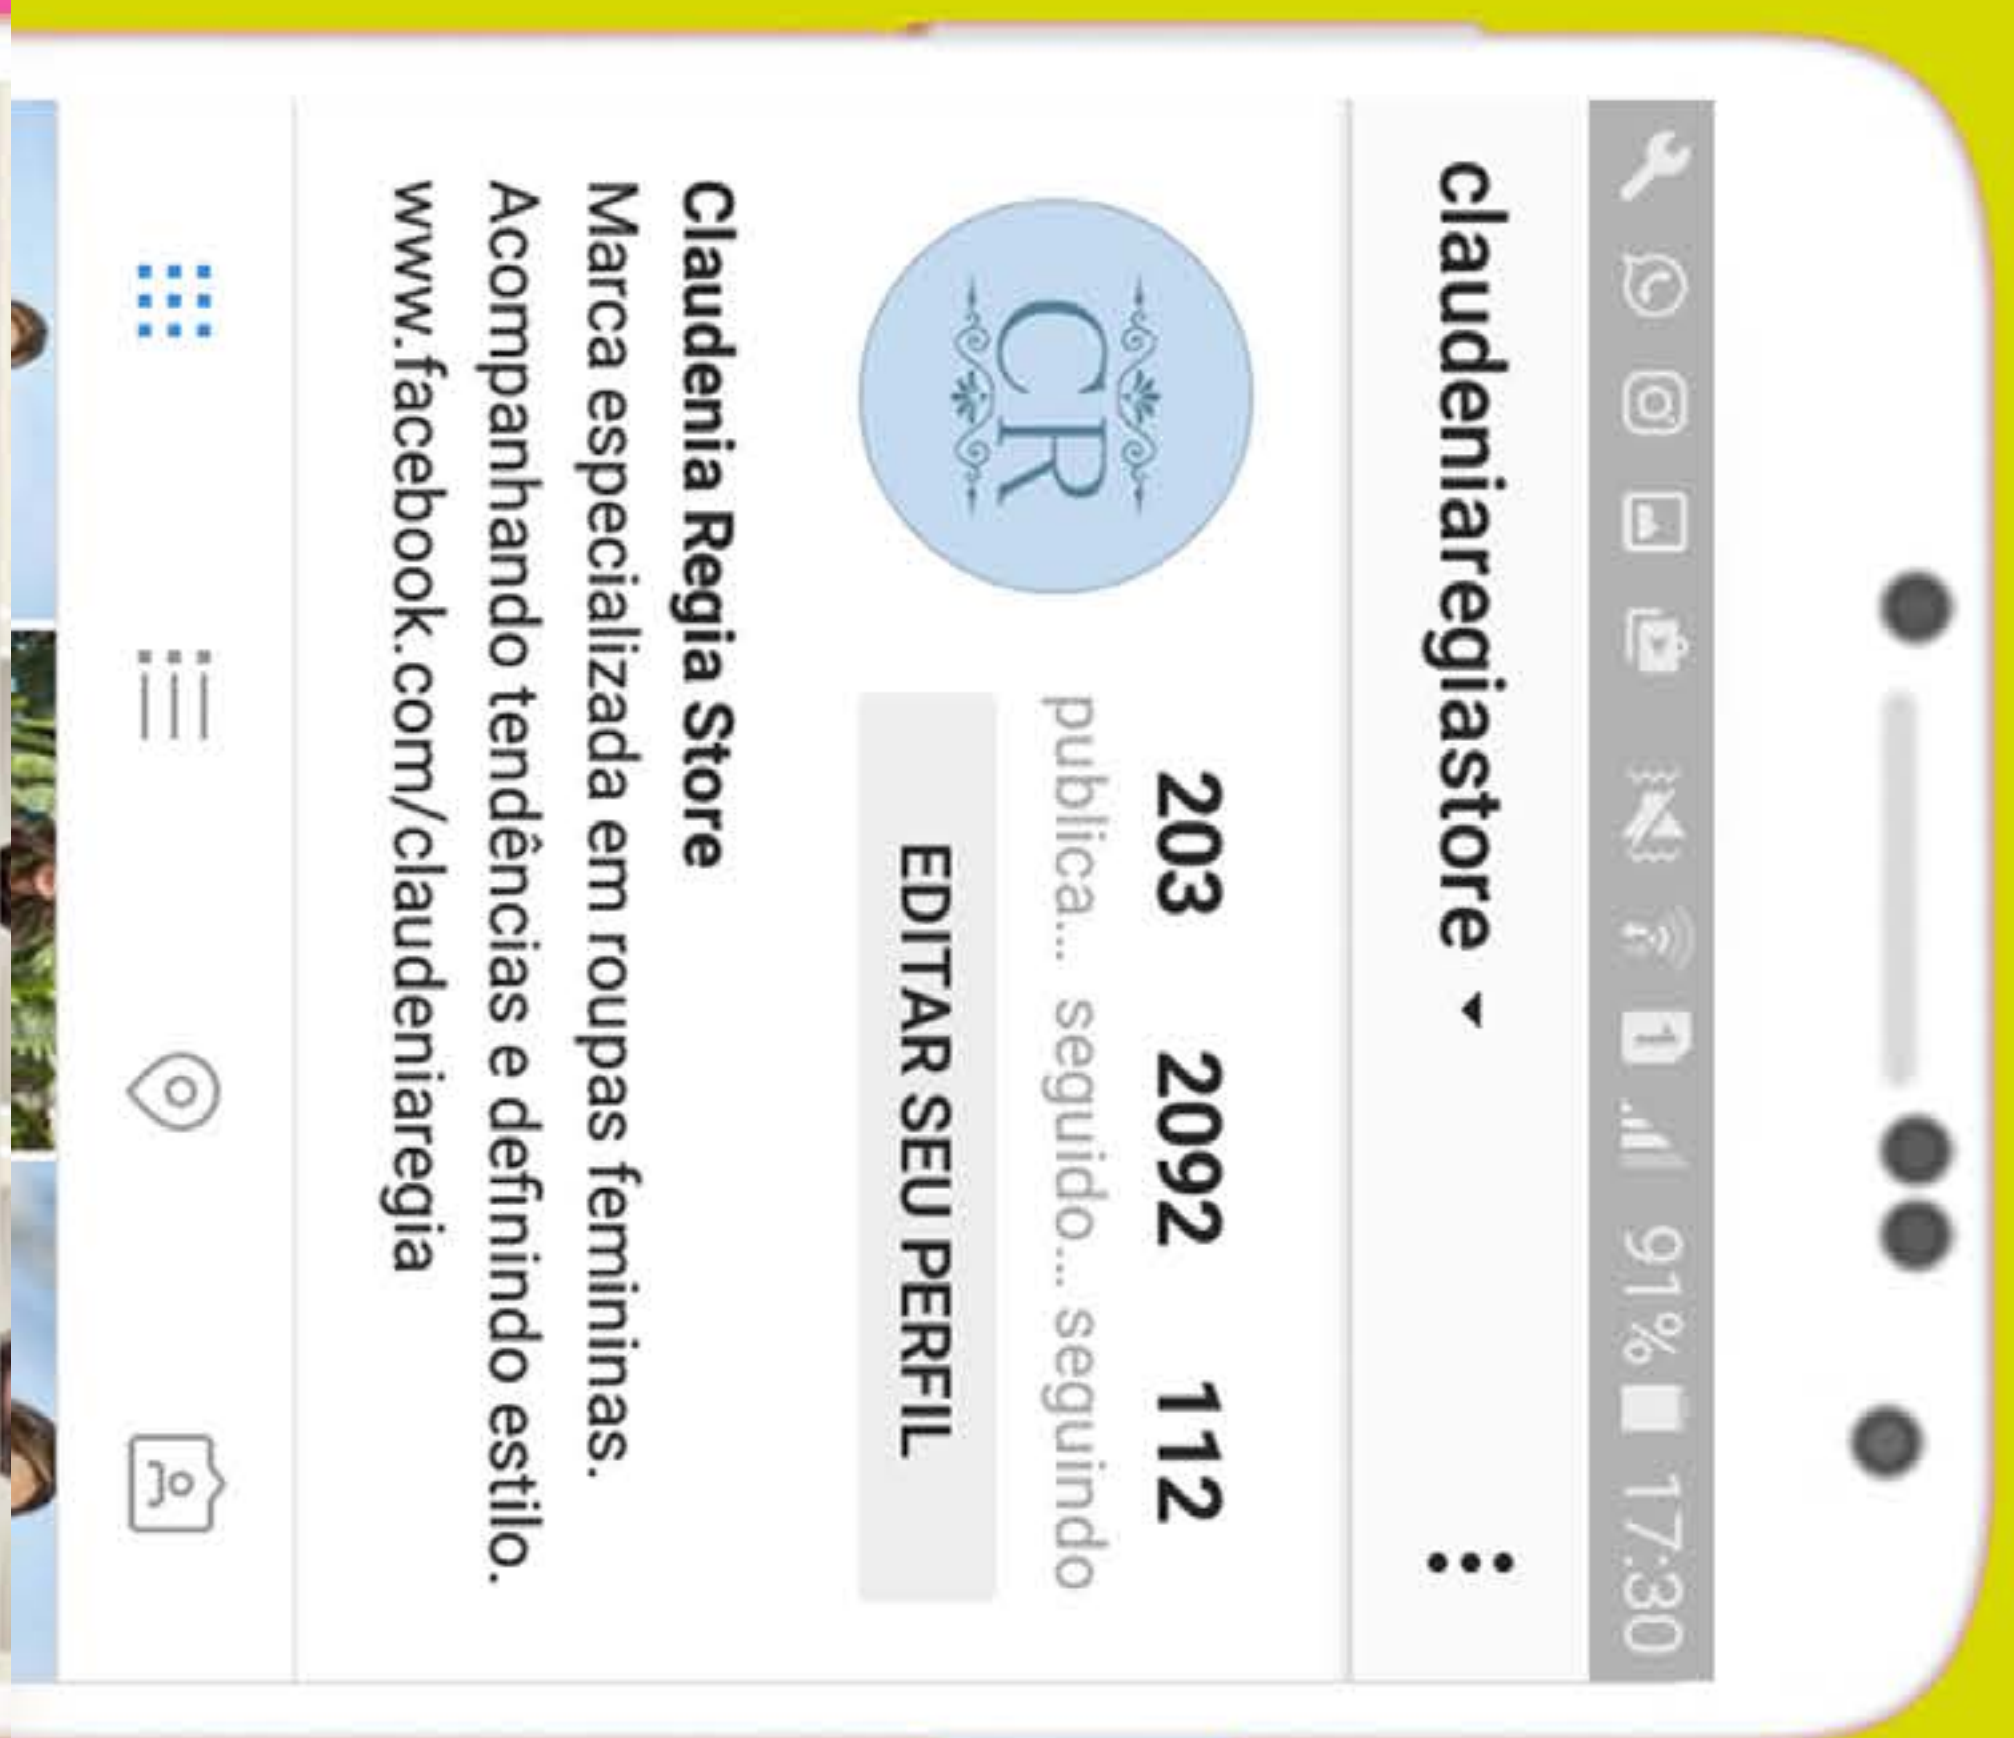 91% 17:30
claudeniaregiastore
CR
203 2092 112
publica... seguido... seguindo
EDITAR SEU PERFIL
Claudenia Regia Store
Marca especializada em roupas femininas.
Acompanhando tendências e definindo estilo.
www.facebook.com/claudeniaregia